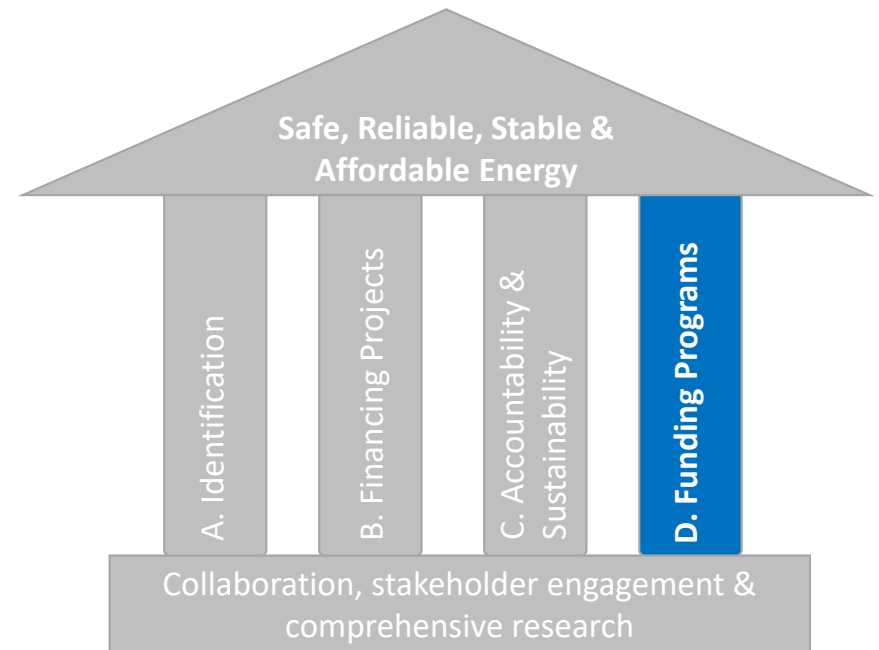 Safe, Reliable, Stable &
Affordable Energy
A. Identification
B. Financing Projects
C. Accountability &
Sustainability
D. Funding Programs
Collaboration, stakeholder engagement &
comprehensive research